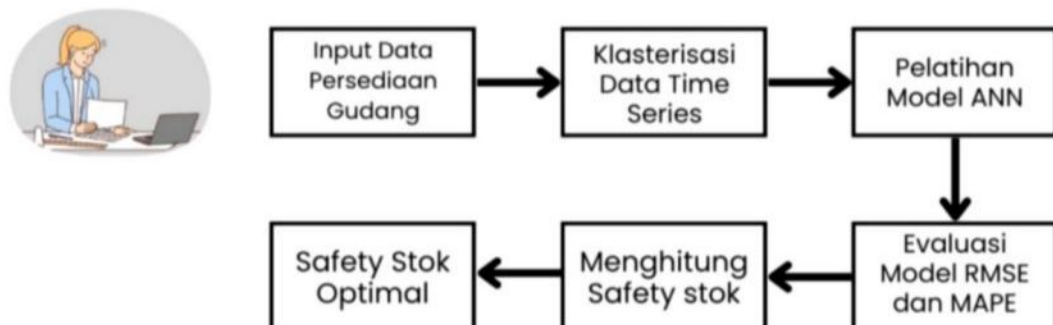 Input Data
Persediaan
Gudang
Klasterisasi
Data Time
Series
Pelatihan
Model ANN
Evaluasi
Model RMSE
dan MAPE
Menghitung
Safety stok
Safety Stok
Optimal